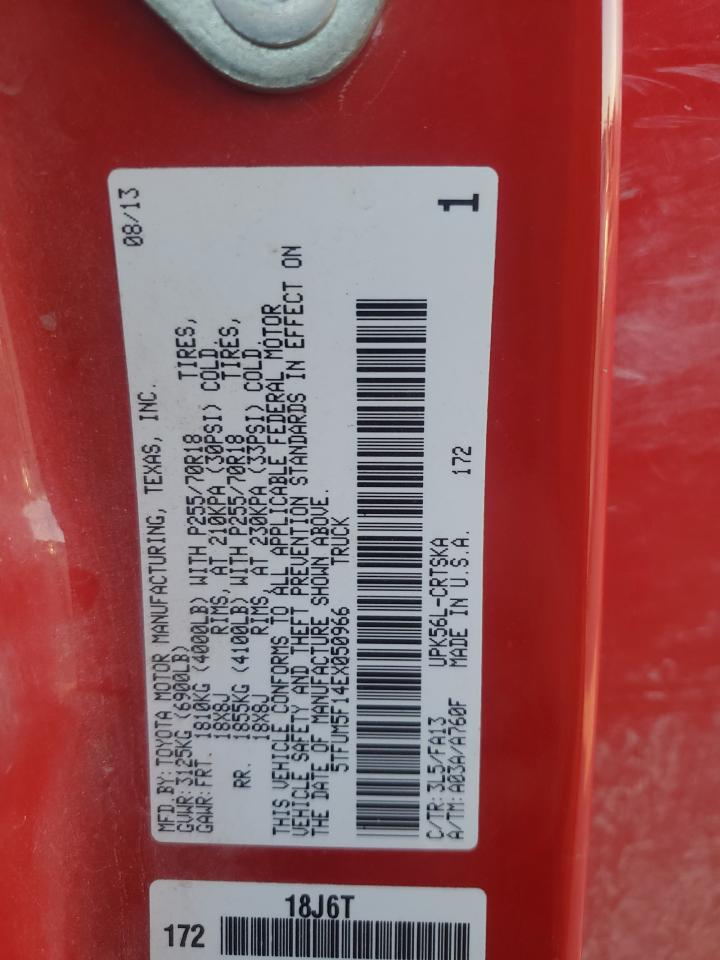 MFD.BY:TOYOTA MOTOR MANUFACTURING, TEXAS, INC. 08/13
GVWR:3125KG (6900LB)
GAWR:FRT. 1810KG (4000LB) WITH P255/70R18 TIRES,
18X8J RIMS, AT 210KPA (30PSI) COLD.
RR. 1855KG (4100LB) WITH P255/70R18 TIRES,
18X8J RIMS, AT 230KPA (33PSI) COLD.
THIS VEHICLE CONFORMS TO ALL APPLICABLE FEDERAL MOTOR
VEHICLE SAFETY AND THEFT PREVENTION STANDARDS IN EFFECT ON
THE DATE OF MANUFACTURE SHOWN ABOVE.
5TFUM5F14EX050966 TRUCK
C/TR:3L5/FA13 UPK56L-CRTSKA
A/TM:A03A/A760F MADE IN U.S.A. 172 1
18J6T
172